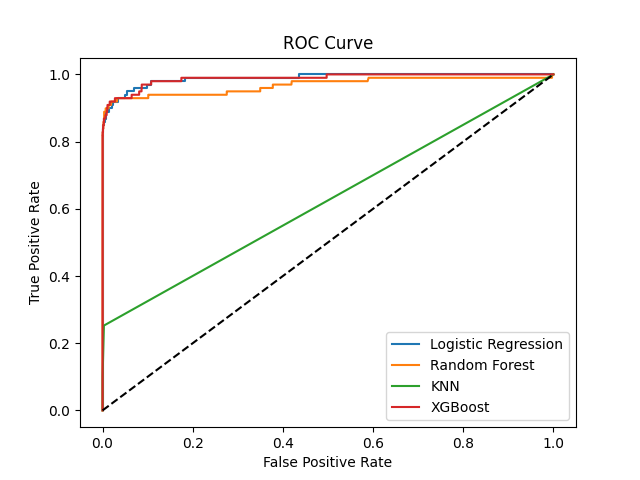 ROC Curve
True Positive Rate
1.0
0.8
0.6
0.4
0.2
0.0
0.0 0.2 0.4 0.6 0.8 1.0
False Positive Rate
Logistic Regression
Random Forest
KNN
XGBoost